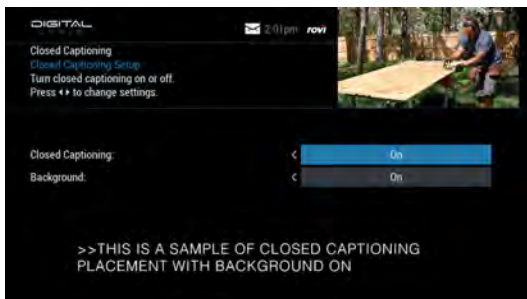 DIGITAL
2:01pm rovi
Closed Captioning
Closed Captioning Setup
Turn closed captioning on or off.
Press ◂▸ to change settings.
Closed Captioning: < On
Background: < On
>>THIS IS A SAMPLE OF CLOSED CAPTIONING
PLACEMENT WITH BACKGROUND ON